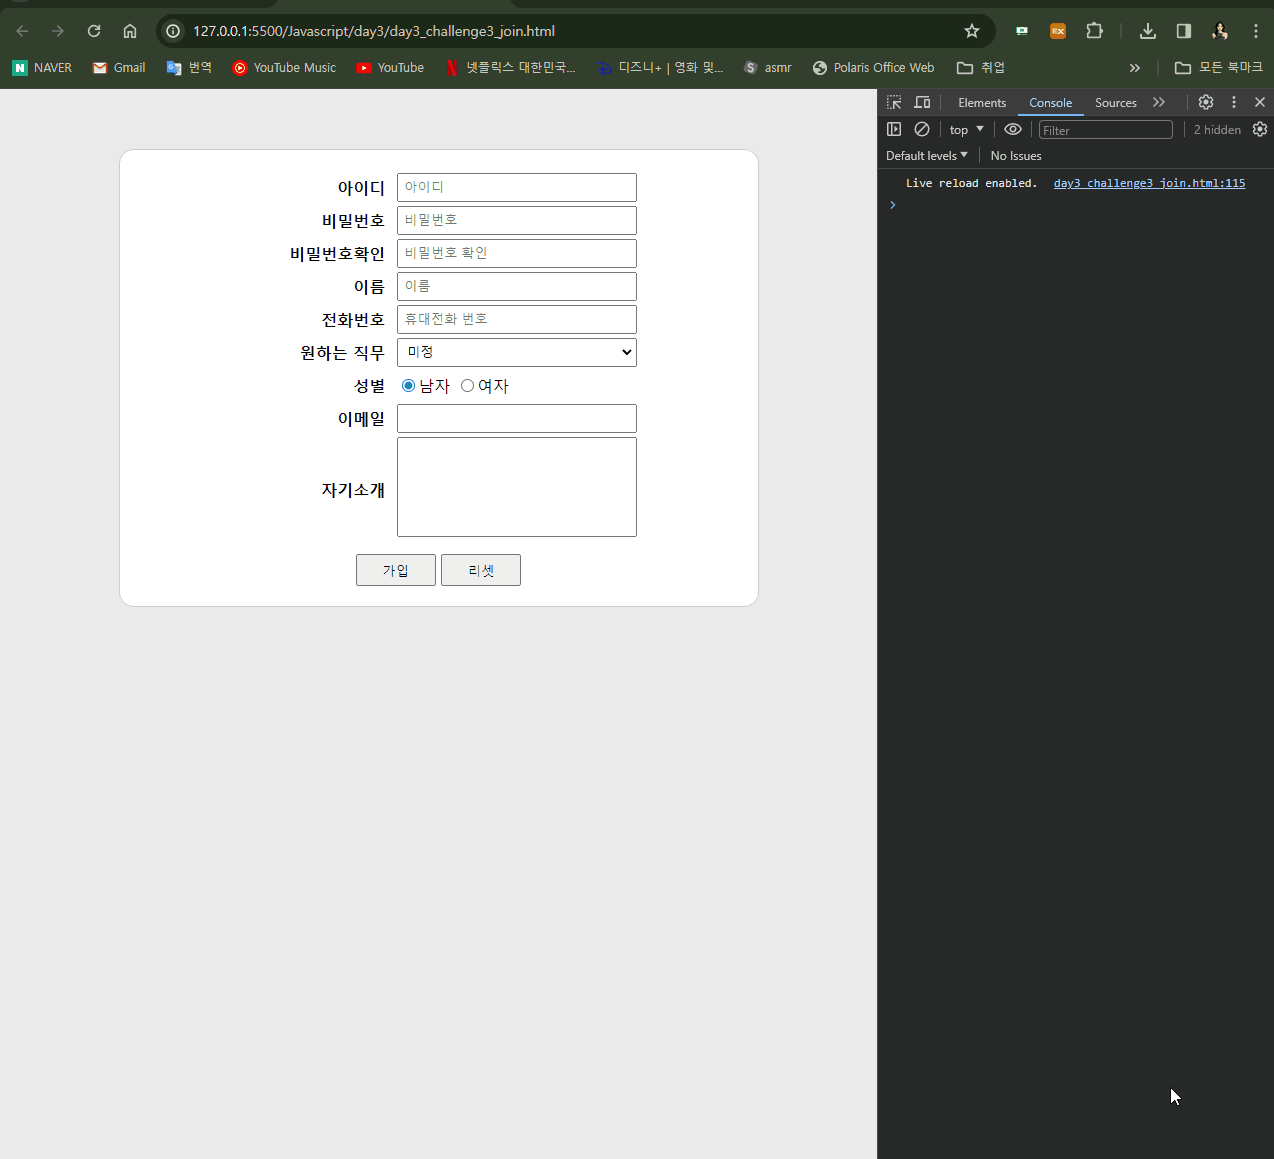 127.0.0.1:5500/Javascript/day3/day3_challenge3_join.html
NAVER Gmail 번역 YouTube Music YouTube 넷플릭스 대한민국... 디즈니+ | 영화 및... asmr Polaris Office Web 취업 모든 북마크
Elements Console Sources
top Filter 2 hidden
Default levels No Issues
Live reload enabled. day3 challenge3 join.html:115
아이디 아이디
비밀번호 비밀번호
비밀번호확인 비밀번호 확인
이름 이름
전화번호 휴대전화 번호
원하는 직무 미정
성별 남자 여자
이메일
자기소개
가입 리셋